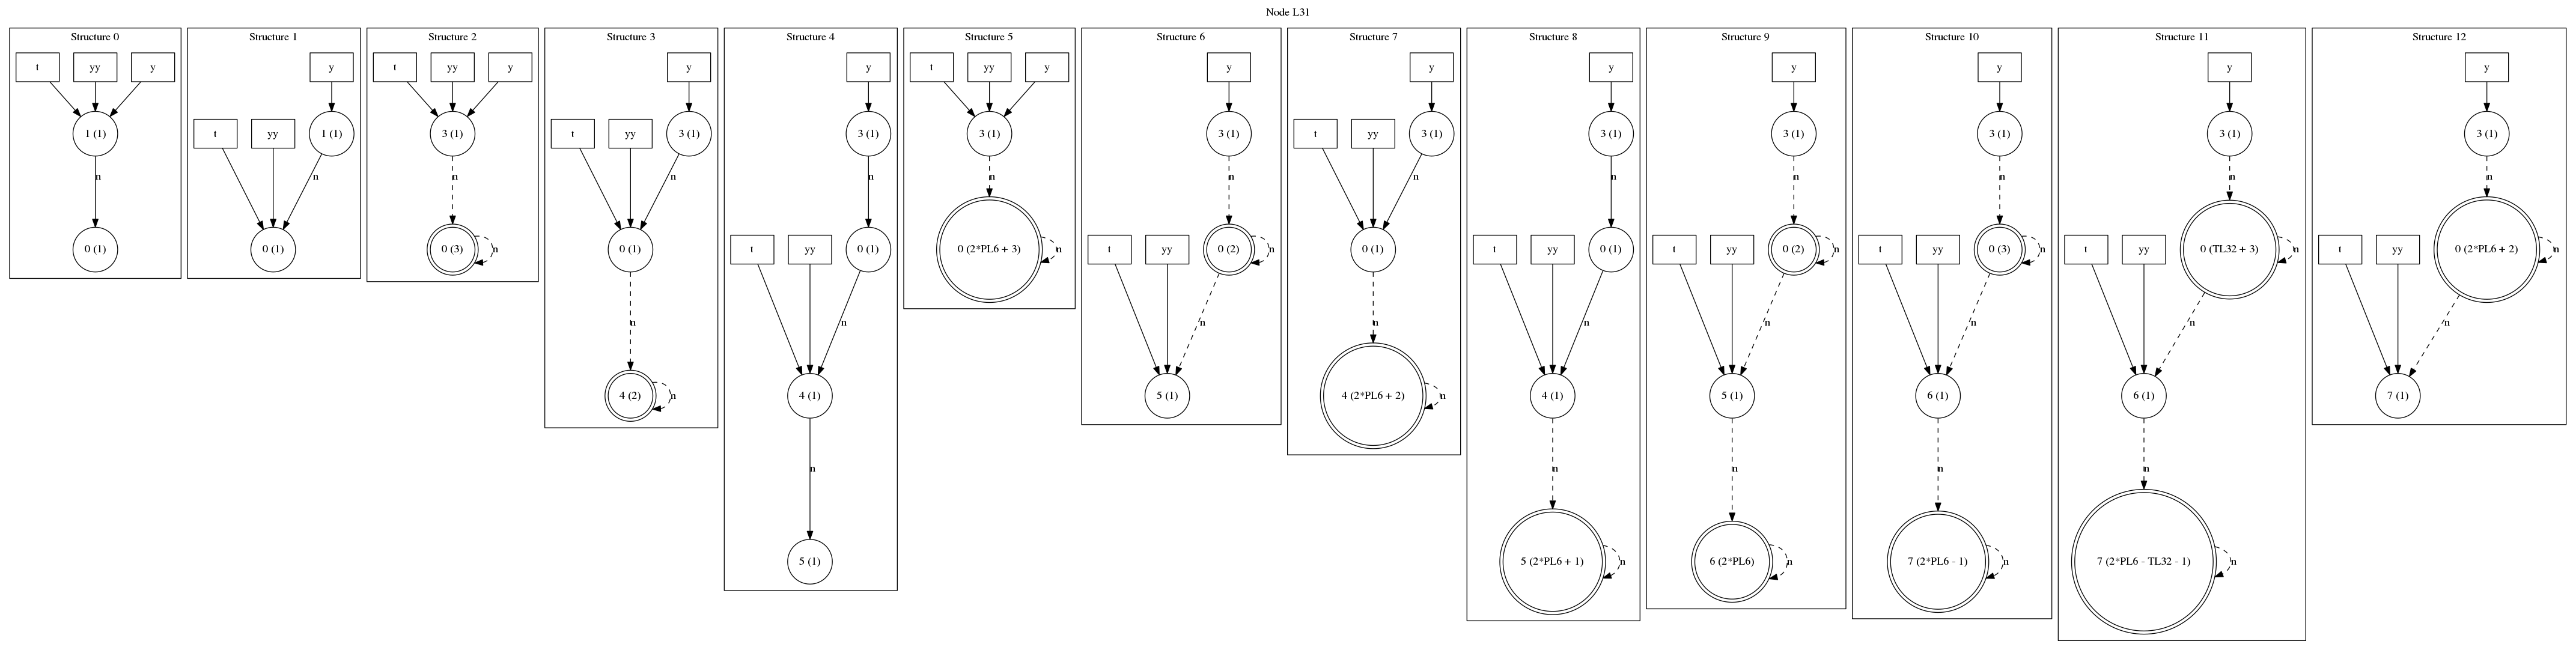 Node L31
Structure 0
t
yy
y
1 (1)
n
0 (1)
Structure 1
y
t
yy
1 (1)
n
0 (1)
Structure 2
t
yy
y
3 (1)
n
0 (3)
n
Structure 3
y
t
yy
3 (1)
n
0 (1)
n
4 (2)
n
Structure 4
y
3 (1)
n
t
yy
0 (1)
n
4 (1)
n
5 (1)
Structure 5
t
yy
y
3 (1)
n
0 (2*PL6 + 3)
n
Structure 6
y
3 (1)
n
t
yy
0 (2)
n
n
5 (1)
Structure 7
y
t
yy
3 (1)
n
0 (1)
n
4 (2*PL6 + 2)
n
Structure 8
y
3 (1)
n
t
yy
0 (1)
n
4 (1)
n
5 (2*PL6 + 1)
n
Structure 9
y
3 (1)
n
t
yy
0 (2)
n
n
5 (1)
n
6 (2*PL6)
n
Structure 10
y
3 (1)
n
t
yy
0 (3)
n
n
6 (1)
n
7 (2*PL6 - 1)
n
Structure 11
y
3 (1)
n
t
yy
0 (TL32 + 3)
n
n
6 (1)
n
7 (2*PL6 - TL32 - 1)
n
Structure 12
y
3 (1)
n
t
yy
0 (2*PL6 + 2)
n
n
7 (1)